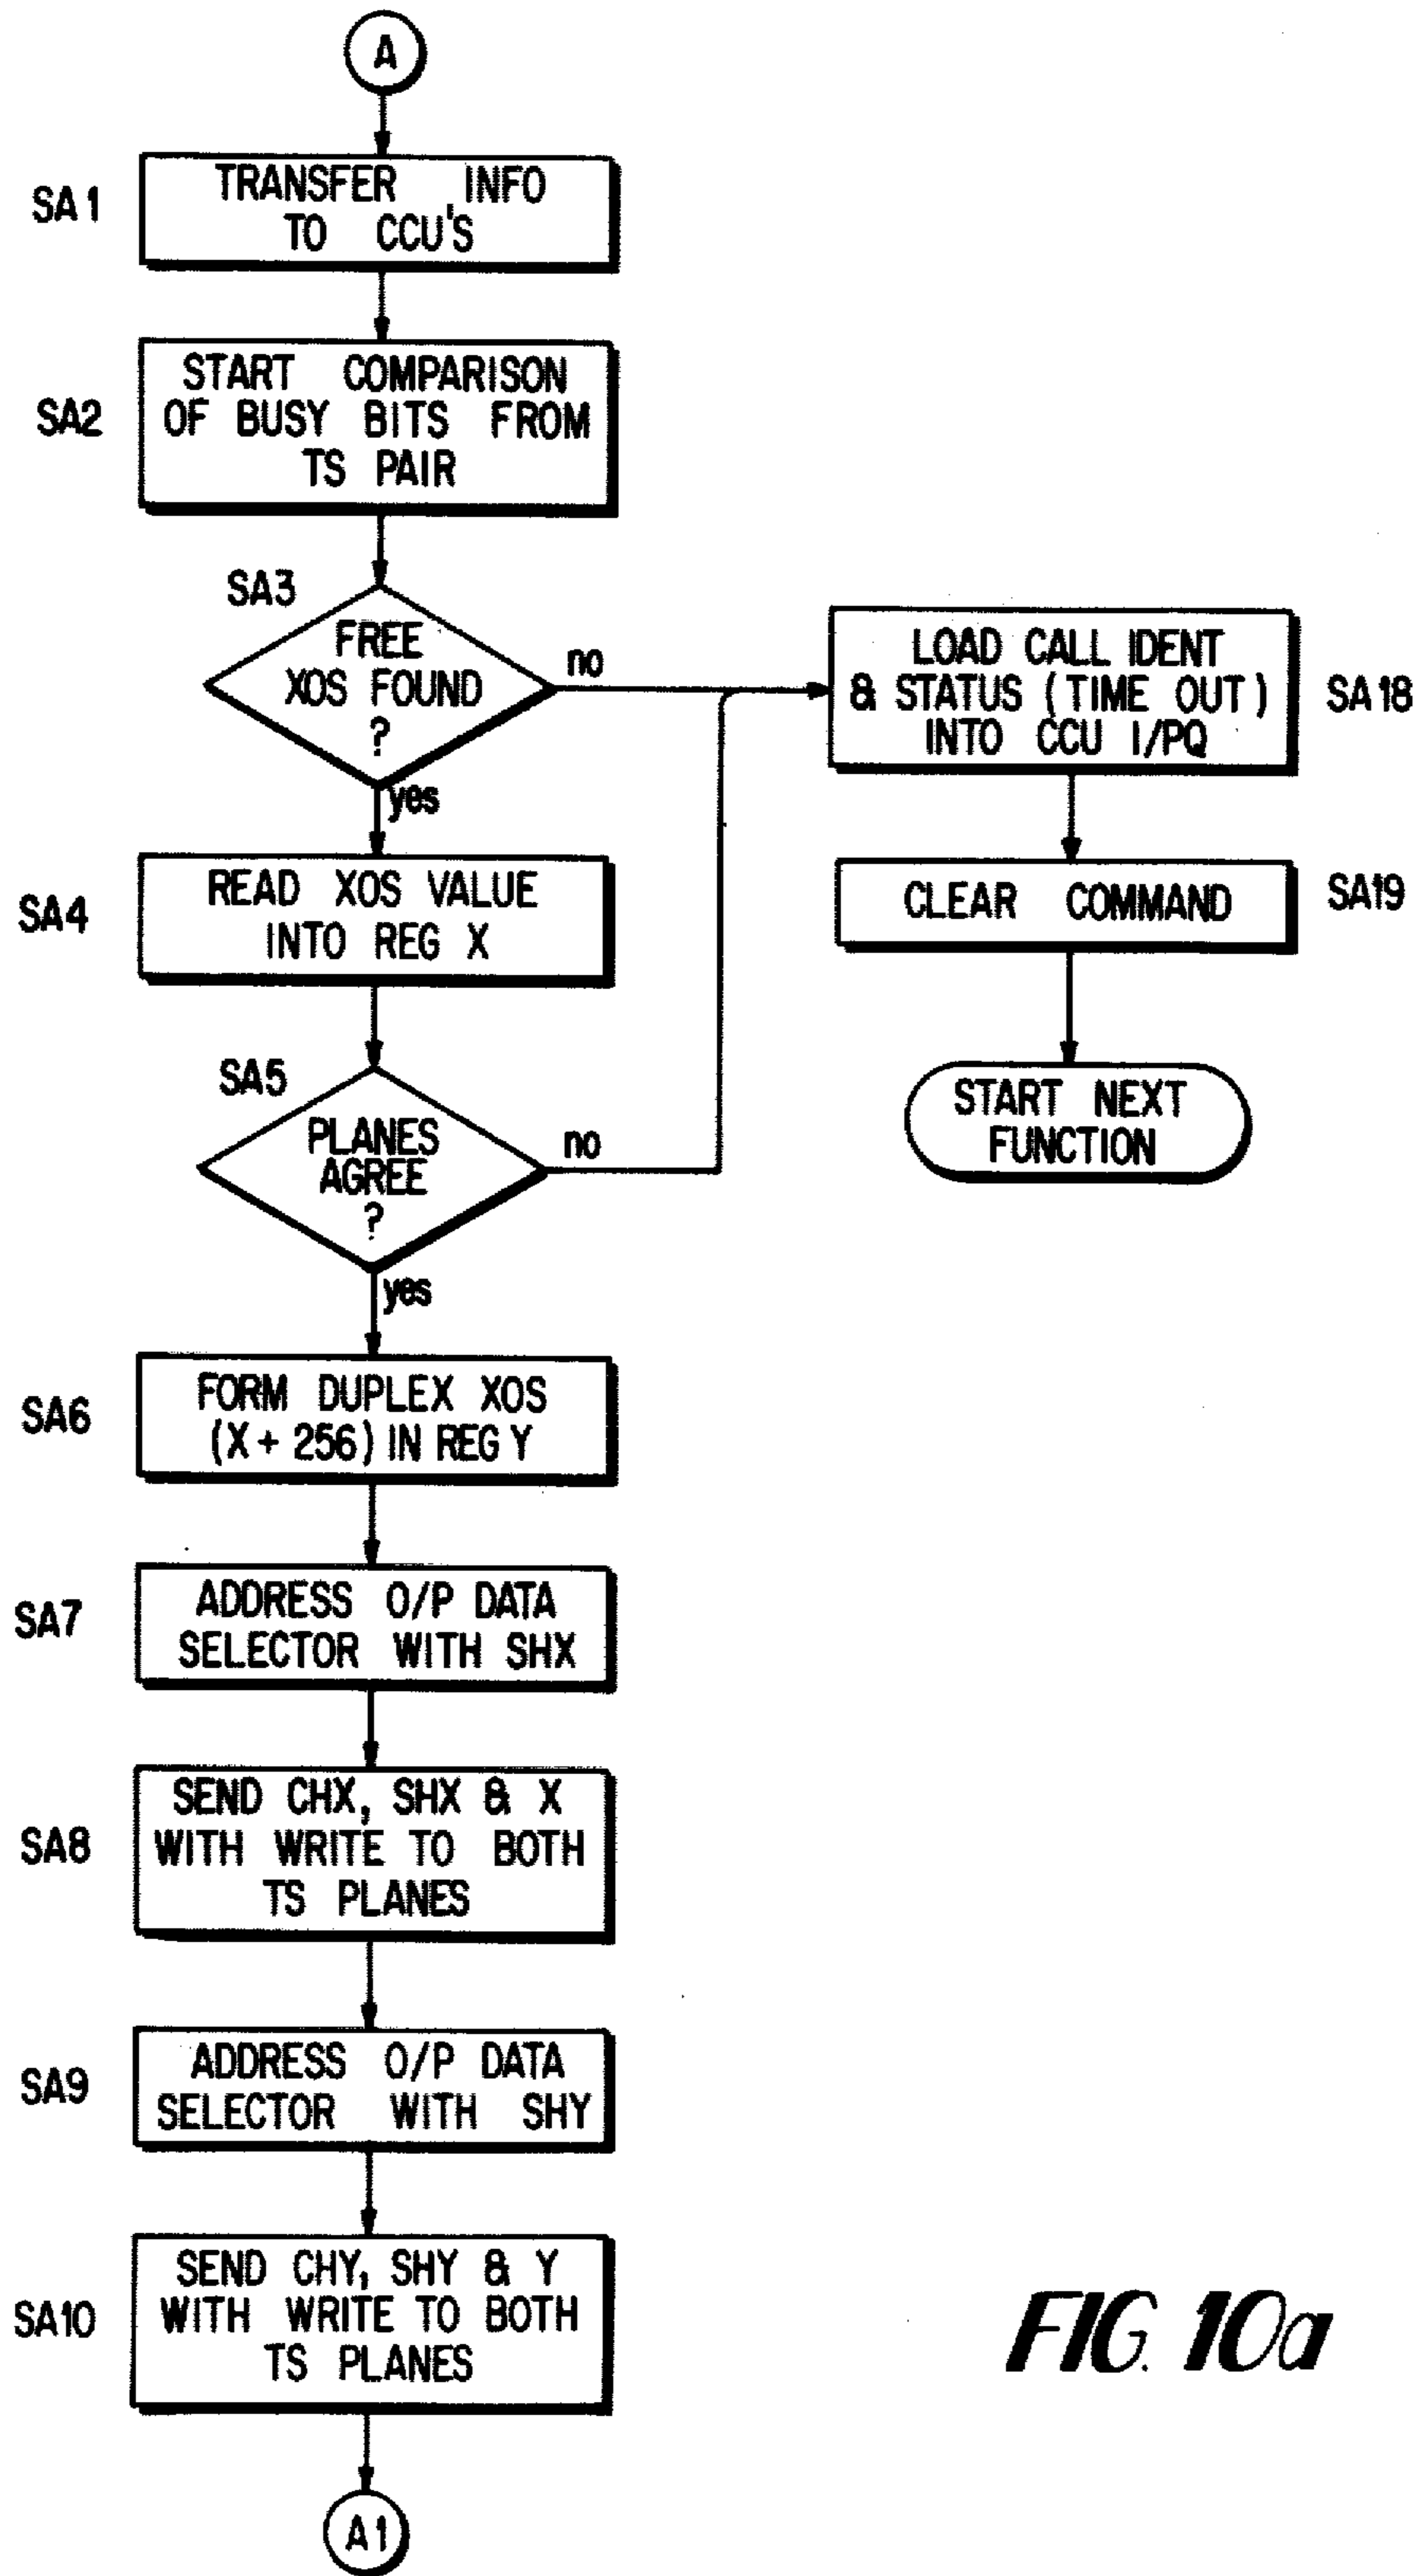 A
SA1
TRANSFER INFO
TO CCU'S
SA2
START COMPARISON
OF BUSY BITS FROM
TS PAIR
SA3
FREE
XOS FOUND
?
no
yes
LOAD CALL IDENT
& STATUS (TIME OUT)
INTO CCU I/PQ
SA18
SA4
READ XOS VALUE
INTO REG X
CLEAR COMMAND
SA19
SA5
PLANES
AGREE
?
no
yes
START NEXT
FUNCTION
SA6
FORM DUPLEX XOS
(X + 256) IN REG Y
SA7
ADDRESS O/P DATA
SELECTOR WITH SHX
SA8
SEND CHX, SHX & X
WITH WRITE TO BOTH
TS PLANES
SA9
ADDRESS O/P DATA
SELECTOR WITH SHY
SA10
SEND CHY, SHY & Y
WITH WRITE TO BOTH
TS PLANES
A1
FIG. 10a